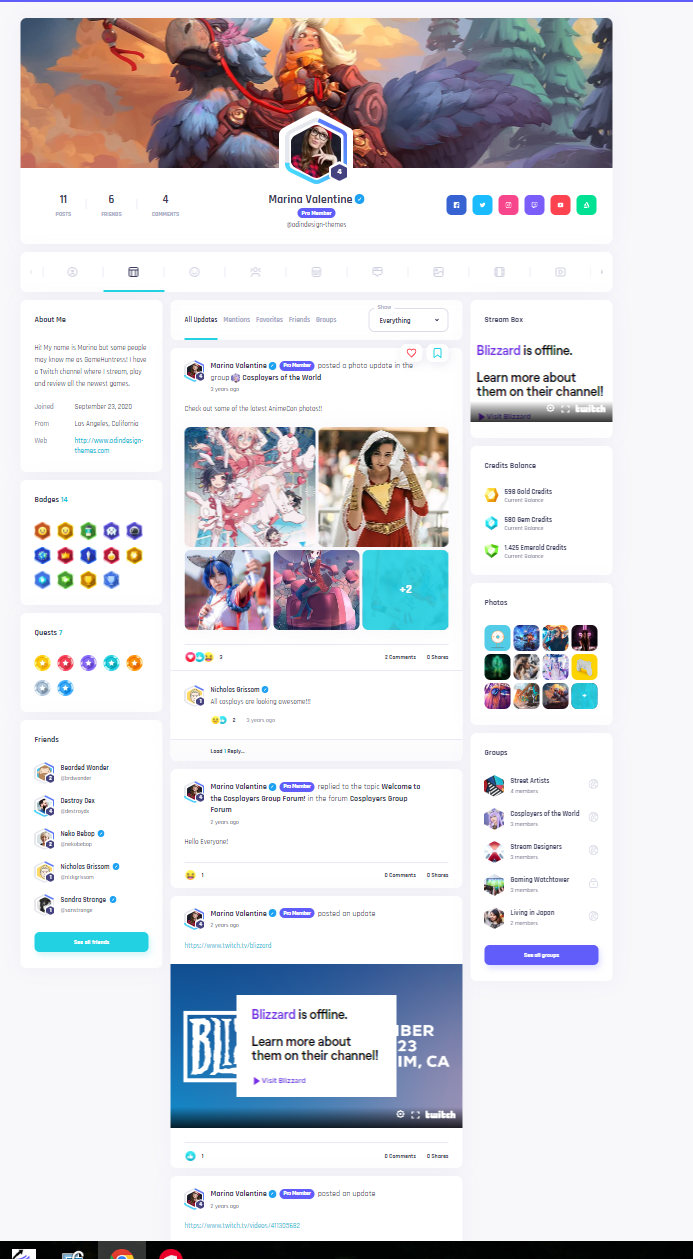 4
Marina Valentine
Pro Member
@odindesign-themes
11
POSTS
6
FRIENDS
4
COMMENTS
About Me
Hi! My name is Marina but some people
may know me as GameHuntress! I have
a Twitch channel where I stream, play
and review all the newest games.
Joined September 23, 2020
From Los Angeles, California
Web http://www.odindesign-
themes.com
Badges 14
Quests 7
Friends
Bearded Wonder
@brdwonder
Destroy Dex
@destroydx
Neko Bebop
@nekobebop
Nicholas Grissom
@nickgrissom
Sandra Strange
@sanstrange
See all friends
All Updates Mentions Favorites Friends Groups
Show
Everything
Marina Valentine Pro Member posted a photo update in the
group Cosplayers of the World
3 years ago
Check out some of the latest AnimeCon photos!!
+2
3
2 Comments 0 Shares
Nicholas Grissom
All cosplays are looking awesome!!!
2 3 years ago
Load 1 Reply...
Marina Valentine Pro Member replied to the topic Welcome to
the Cosplayers Group Forum! in the forum Cosplayers Group
Forum
2 years ago
Hello Everyone!
1
0 Comments 0 Shares
Marina Valentine Pro Member posted an update
2 years ago
https://www.twitch.tv/blizzard
Blizzard is offline.
Learn more about
them on their channel!
Visit Blizzard
MBER
23
IM, CA
twitch
1
0 Comments 0 Shares
Marina Valentine Pro Member posted an update
2 years ago
https://www.twitch.tv/videos/411335682
Stream Box
Blizzard is offline.
Learn more about
them on their channel!
Visit Blizzard
twitch
Credits Balance
598 Gold Credits
Current Balance
580 Gem Credits
Current Balance
1.425 Emerald Credits
Current Balance
Photos
Groups
Street Artists
4 members
Cosplayers of the World
3 members
Stream Designers
3 members
Gaming Watchtower
3 members
Living in Japan
2 members
See all groups